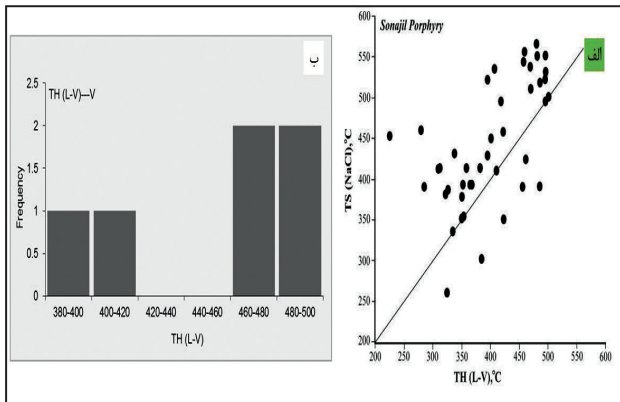 ب
TH (L-V)—V
2.5
2
1.5
1
0.5
0
Frequency
380-400 400-420 420-440 440-460 460-480 480-500
TH (L-V)
Sonajil Porphyry
الف
600
550
500
450
400
350
300
250
200
TS (NaCl),°C
200 250 300 350 400 450 500 550 600
TH (L-V),°C